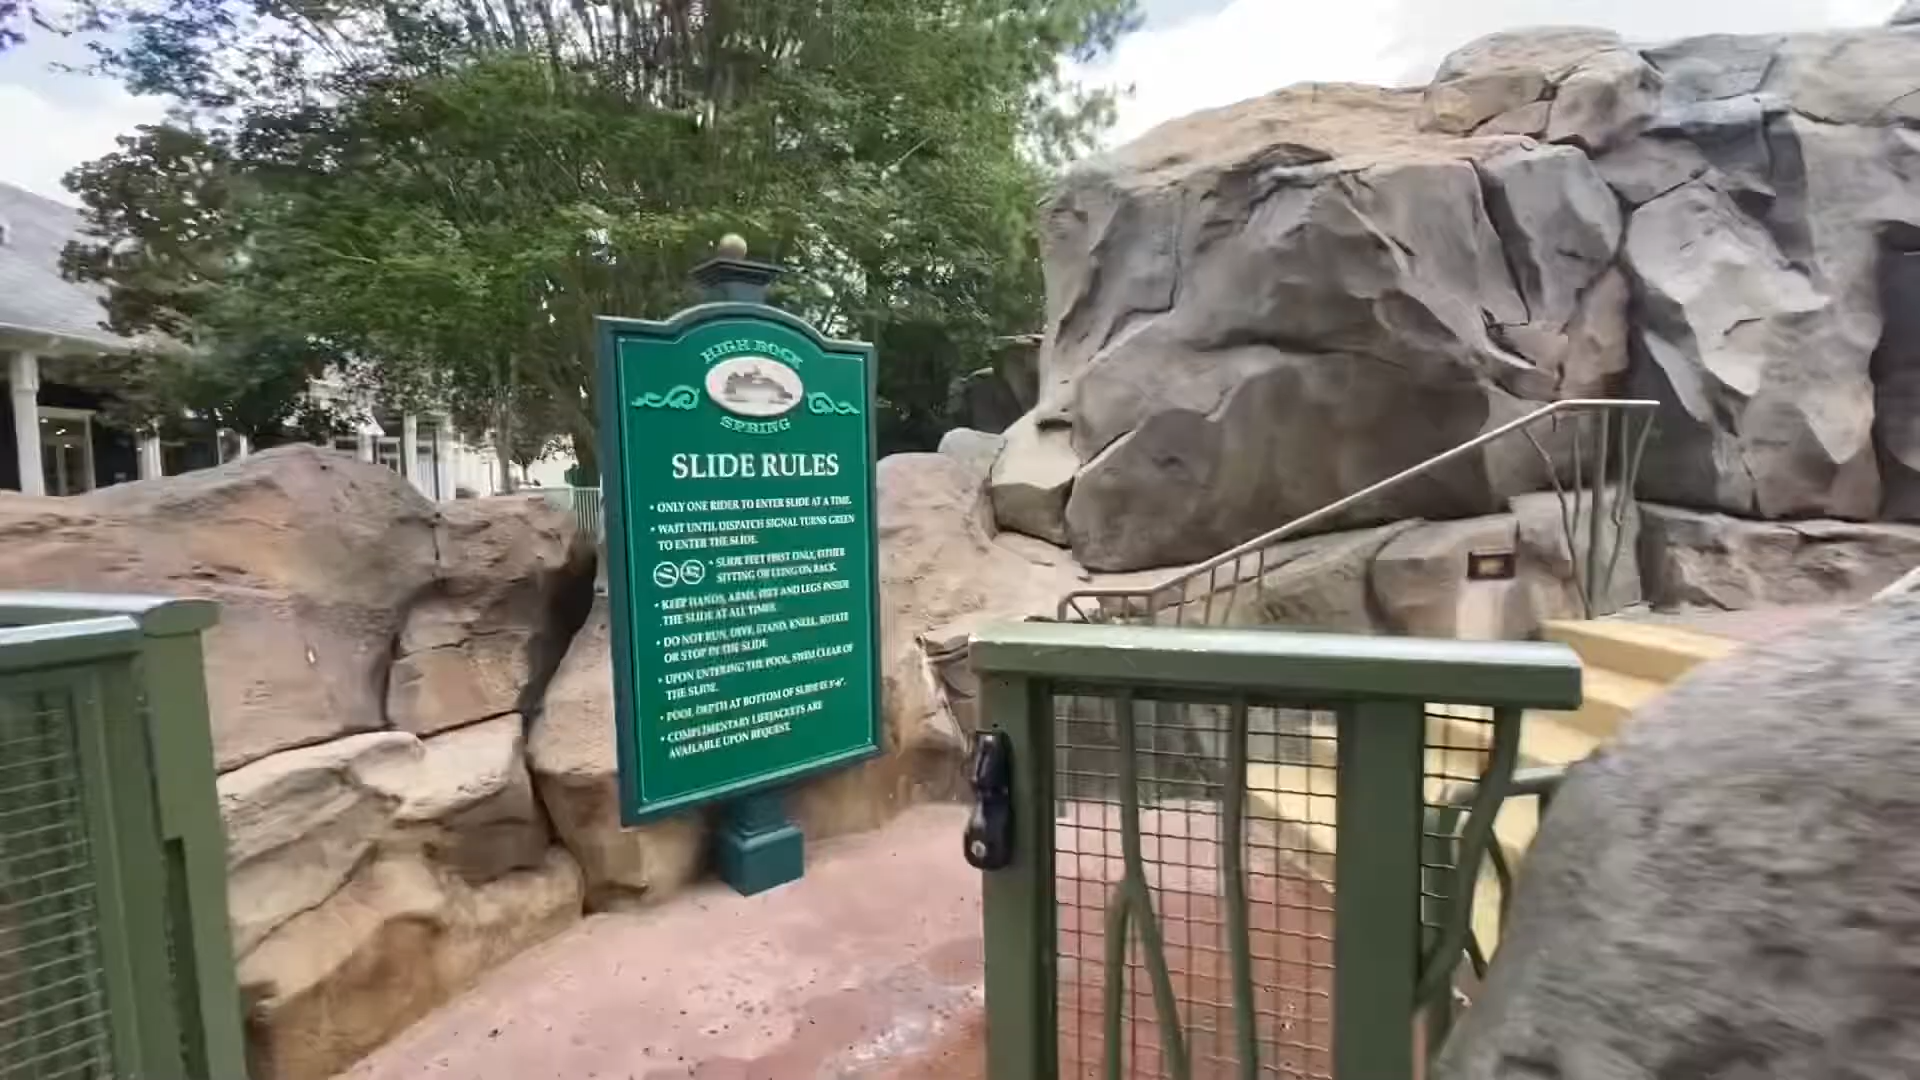 HIGH ROCK
SPRING
SLIDE RULES
• ONLY ONE RIDER TO ENTER SLIDE AT A TIME.
• WAIT UNTIL DISPATCH SIGNAL TURNS GREEN
TO ENTER THE SLIDE.
• SLIDE FEET FIRST ONLY, EITHER
SITTING OR LYING ON BACK.
• KEEP HANDS, ARMS, FEET AND LEGS INSIDE
THE SLIDE AT ALL TIMES.
• DO NOT RUN, DIVE, STAND, KNEEL, ROTATE
OR STOP IN THE SLIDE
• UPON ENTERING THE POOL, SWIM CLEAR OF
THE SLIDE.
• POOL DEPTH AT BOTTOM OF SLIDE IS 3'-6".
• COMPLIMENTARY LIFEJACKETS ARE
AVAILABLE UPON REQUEST.